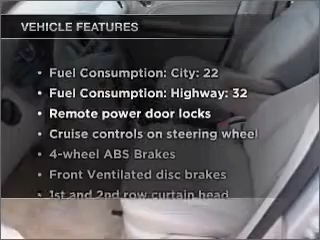 VEHICLE FEATURES
• Fuel Consumption: City: 22
• Fuel Consumption: Highway: 32
• Remote power door locks
• Cruise controls on steering wheel
• 4-wheel ABS Brakes
• Front Ventilated disc brakes
• 1st and 2nd row curtain head